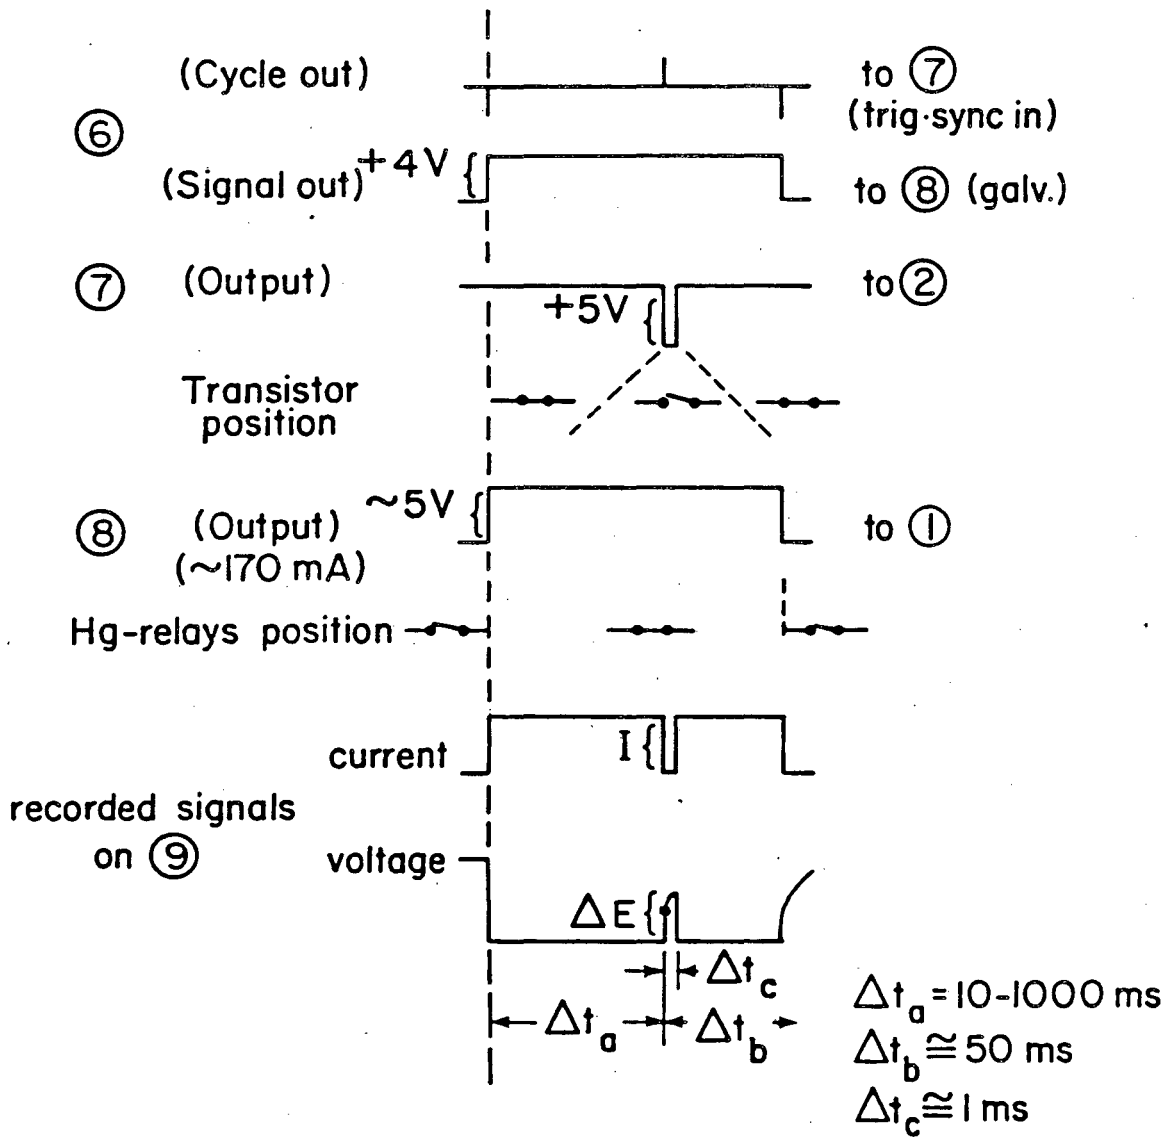 (Cycle out)
to ⑦
(trig·sync in)
⑥
(Signal out)
+4V {
to ⑧ (galv.)
⑦
(Output)
+5V {
to ②
Transistor
position
⑧
(Output)
(~170 mA)
~5V {
to ①
Hg-relays position
current
I {
recorded signals
on ⑨
voltage
ΔE {
Δtc
Δta
Δtb
Δta = 10-1000 ms
Δtb ≅ 50 ms
Δtc ≅ 1 ms